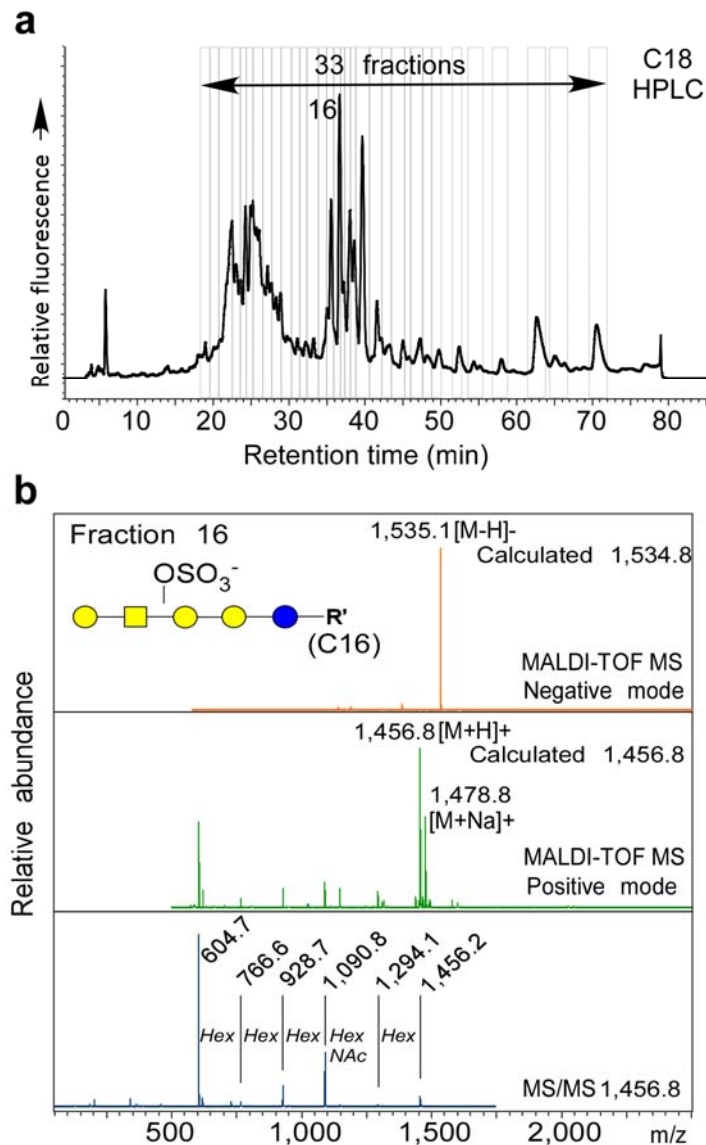 a
33 fractions
C18
HPLC
16
Relative fluorescence
0 10 20 30 40 50 60 70 80
Retention time (min)
b
Fraction 16
1,535.1 [M-H]-
Calculated 1,534.8
OSO3-
R'
(C16)
MALDI-TOF MS
Negative mode
1,456.8 [M+H]+
Calculated 1,456.8
1,478.8
[M+Na]+
MALDI-TOF MS
Positive mode
Relative abundance
604.7
766.6
928.7
1,090.8
1,294.1
1,456.2
Hex Hex Hex Hex Hex
NAc
MS/MS 1,456.8
500 1,000 1,500 2,000 m/z